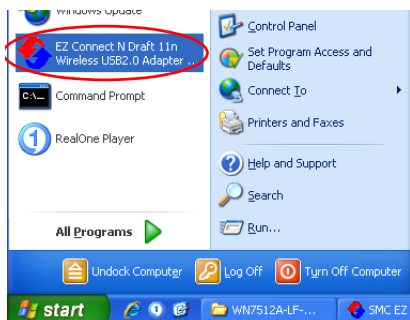 Windows Update
EZ Connect N Draft 11n
Wireless USB2.0 Adapter ..
C:\_
Command Prompt
RealOne Player
All Programs
Control Panel
Set Program Access and
Defaults
Connect To
Printers and Faxes
Help and Support
Search
Run...
Undock Computer
Log Off
Turn Off Computer
start
WN7512A-LF-...
SMC EZ